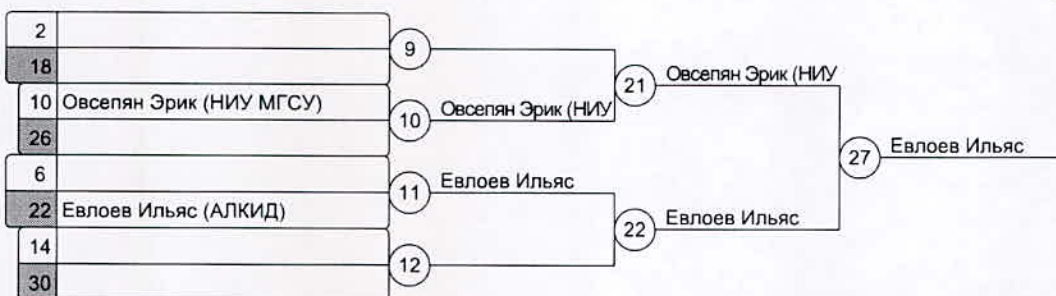 2
18
9
10 Овсепян Эрик (НИУ МГСУ)
26
10
Овсепян Эрик (НИУ
21
Овсепян Эрик (НИУ
6
22 Евлоев Ильяс (АЛКИД)
11
Евлоев Ильяс
14
30
12
22
Евлоев Ильяс
27
Евлоев Ильяс